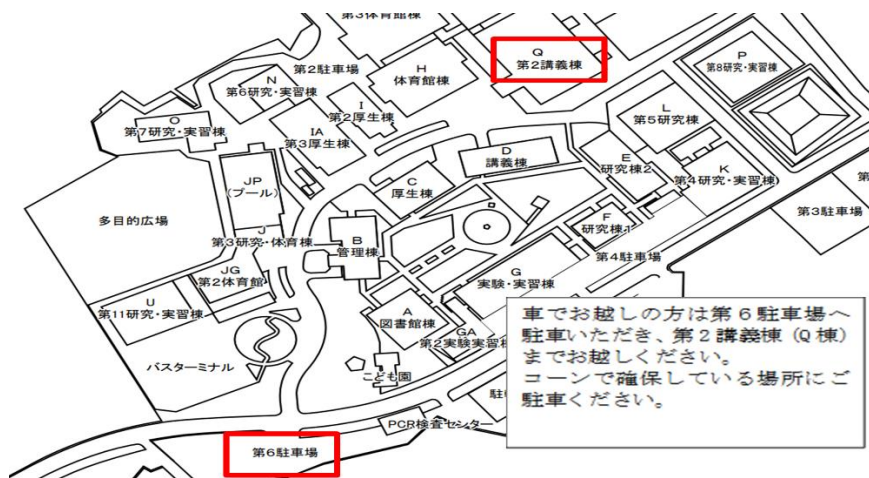 第3体育館棟
Q
第2講義棟
P
第8研究・実習棟
第2駐車場
H
体育館棟
N
第6研究・実習棟
I
第2厚生棟
L
第5研究棟
O
第7研究・実習棟
IA
第3厚生棟
D
講義棟
E
研究棟2
K
第4研究・実習棟
JP
(プール)
C
厚生棟
多目的広場
F
研究棟1
第3駐車場
第
J
第3研究・体育棟
B
管理棟
第4駐車場
JG
第2体育館
G
実験・実習棟
U
第11研究・実習棟
A
図書館棟
GA
第2実験実習棟
バスターミナル
こども園
駐
PCR検査センター
第6駐車場
車でお越しの方は第6駐車場へ
駐車いただき、第2講義棟(Q棟)
までお越しください。
コーンで確保している場所にご
駐車ください。